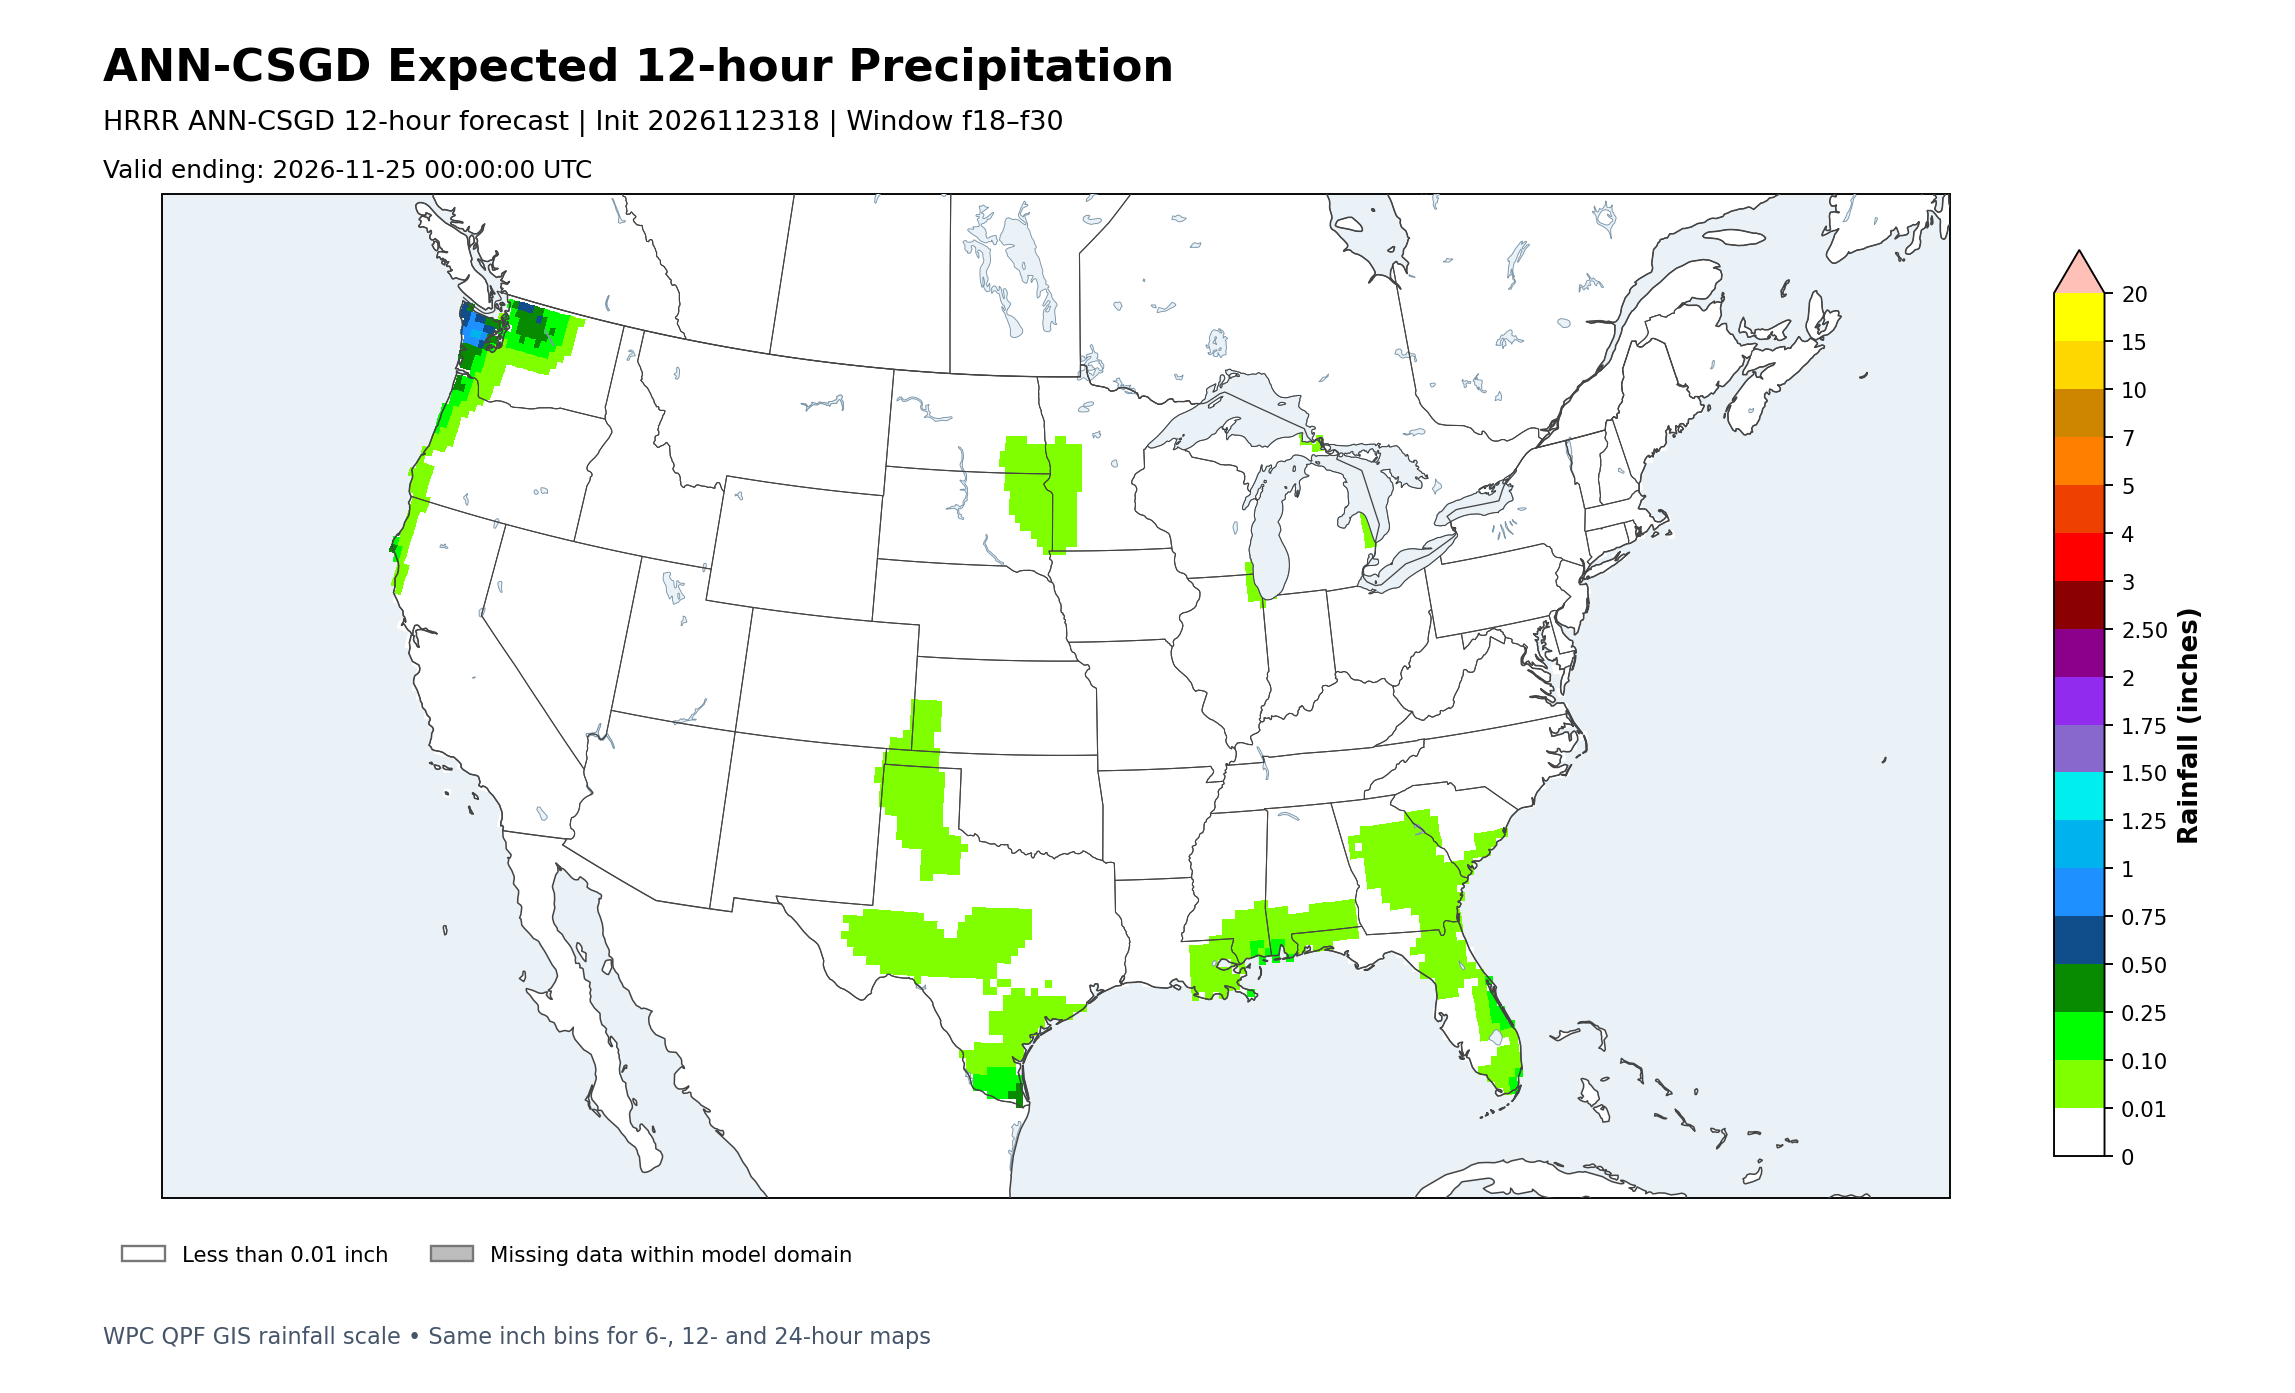 ANN-CSGD Expected 12-hour Precipitation
HRRR ANN-CSGD 12-hour forecast | Init 2026112318 | Window f18–f30
Valid ending: 2026-11-25 00:00:00 UTC
20
15
10
7
5
4
3
2.50
2
1.75
1.50
1.25
1
0.75
0.50
0.25
0.10
0.01
0
Rainfall (inches)
Less than 0.01 inch
Missing data within model domain
WPC QPF GIS rainfall scale • Same inch bins for 6-, 12- and 24-hour maps